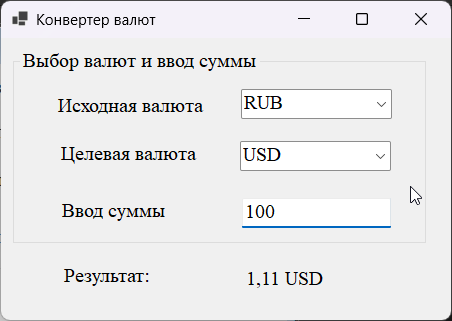 Конвертер валют
Выбор валют и ввод суммы
Исходная валюта RUB
Целевая валюта USD
Ввод суммы 100
Результат: 1,11 USD